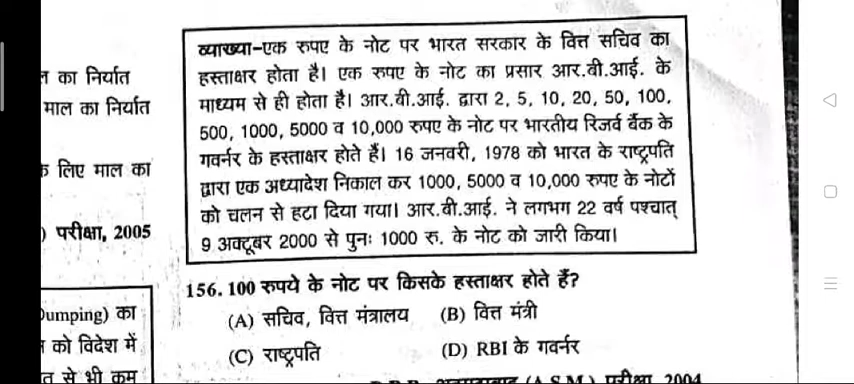 व्याख्या-एक रुपए के नोट पर भारत सरकार के वित्त सचिव का
हस्ताक्षर होता है। एक रूपए के नोट का प्रसार आर.बी.आई. के
माध्यम से ही होता है। आर.बी.आई. द्वारा 2, 5, 10, 20, 50, 100,
500, 1000, 5000 व 10,000 रूपए के नोट पर भारतीय रिजर्व बैंक के
गवर्नर के हस्ताक्षर होते हैं। 16 जनवरी, 1978 को भारत के राष्ट्रपति
द्वारा एक अध्यादेश निकाल कर 1000, 5000 व 10,000 रूपए के नोटों
को चलन से हटा दिया गया। आर.बी.आई. ने लगभग 22 वर्ष पश्चात्
9 अक्टूबर 2000 से पुनः 1000 रु. के नोट को जारी किया।
156. 100 रुपये के नोट पर किसके हस्ताक्षर होते हैं?
(A) सचिव, वित्त मंत्रालय (B) वित्त मंत्री
(C) राष्ट्रपति (D) RBI के गवर्नर
का निर्यात
माल का निर्यात
के लिए माल का
) परीक्षा, 2005
Dumping) का
को विदेश में
से भी कम
परीक्षा 2004